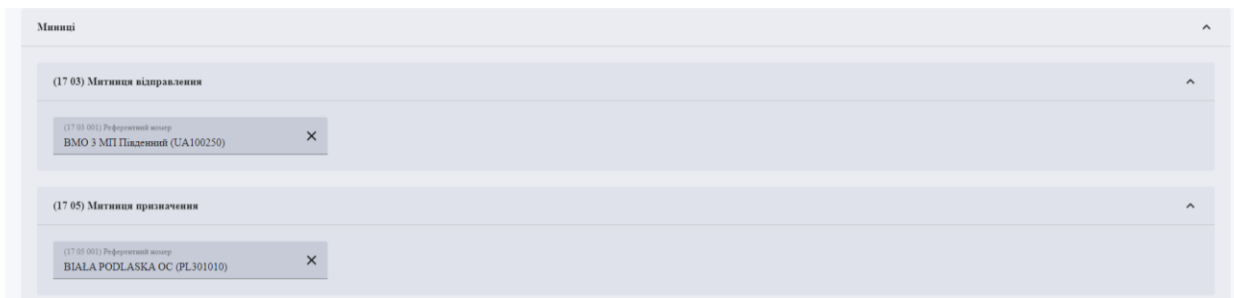 Митниці
(17 03) Митниця відправлення
(17 03 001) Референтний номер
ВМО 3 МП Південний (UA100250)
(17 05) Митниця призначення
(17 05 001) Референтний номер
BIAŁA PODLASKA OC (PL301010)